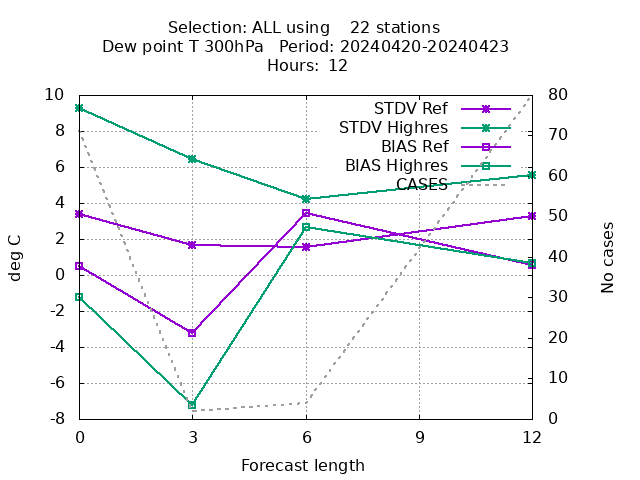 Selection: ALL using    22 stations
Dew point T 300hPa   Period: 20240420-20240423
Hours: 12
STDV Ref
STDV Highres
BIAS Ref
BIAS Highres
CASES
10
8
6
4
2
0
-2
-4
-6
-8
deg C
80
70
60
50
40
30
20
10
0
No cases
0 3 6 9 12
Forecast length